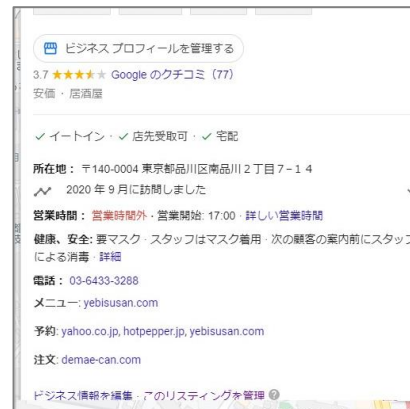 ビジネス プロフィールを管理する
3.7 ★★★★★ Google のクチコミ（77）
安価 · 居酒屋
✓ イートイン · ✓ 店先受取可 · ✓ 宅配
所在地： 〒140-0004 東京都品川区南品川２丁目７−１４
2020 年 9 月に訪問しました
営業時間： 営業時間外 · 営業開始: 17:00 · 詳しい営業時間
健康、安全: 要マスク · スタッフはマスク着用 · 次の顧客の案内前にスタッフ
による消毒 · 詳細
電話： 03-6433-3288
メニュー: yebisusan.com
予約: yahoo.co.jp, hotpepper.jp, yebisusan.com
注文: demae-can.com
ビジネス情報を編集 · このリスティングを管理 ?